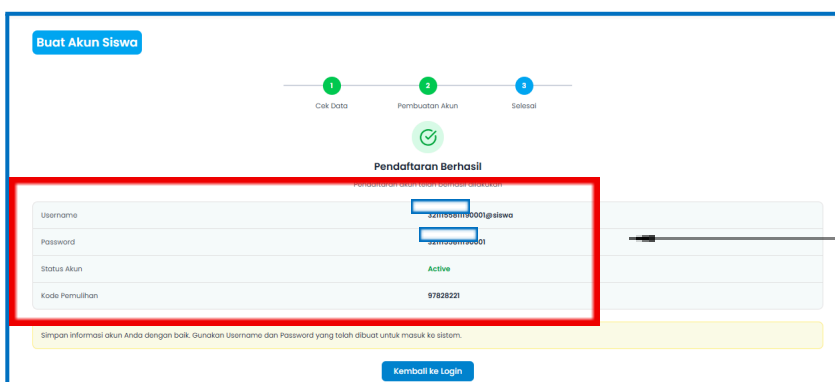 Buat Akun Siswa
1 2 3
Cek Data Pembuatan Akun Selesai
Pendaftaran Berhasil
Pendaftaran akun telah berhasil dilakukan
Username 0001@siswa
Password
Status Akun Active
Kode Pemulihan 97828221
Simpan informasi akun Anda dengan baik. Gunakan Username dan Password yang telah dibuat untuk masuk ke sistem.
Kembali ke Login